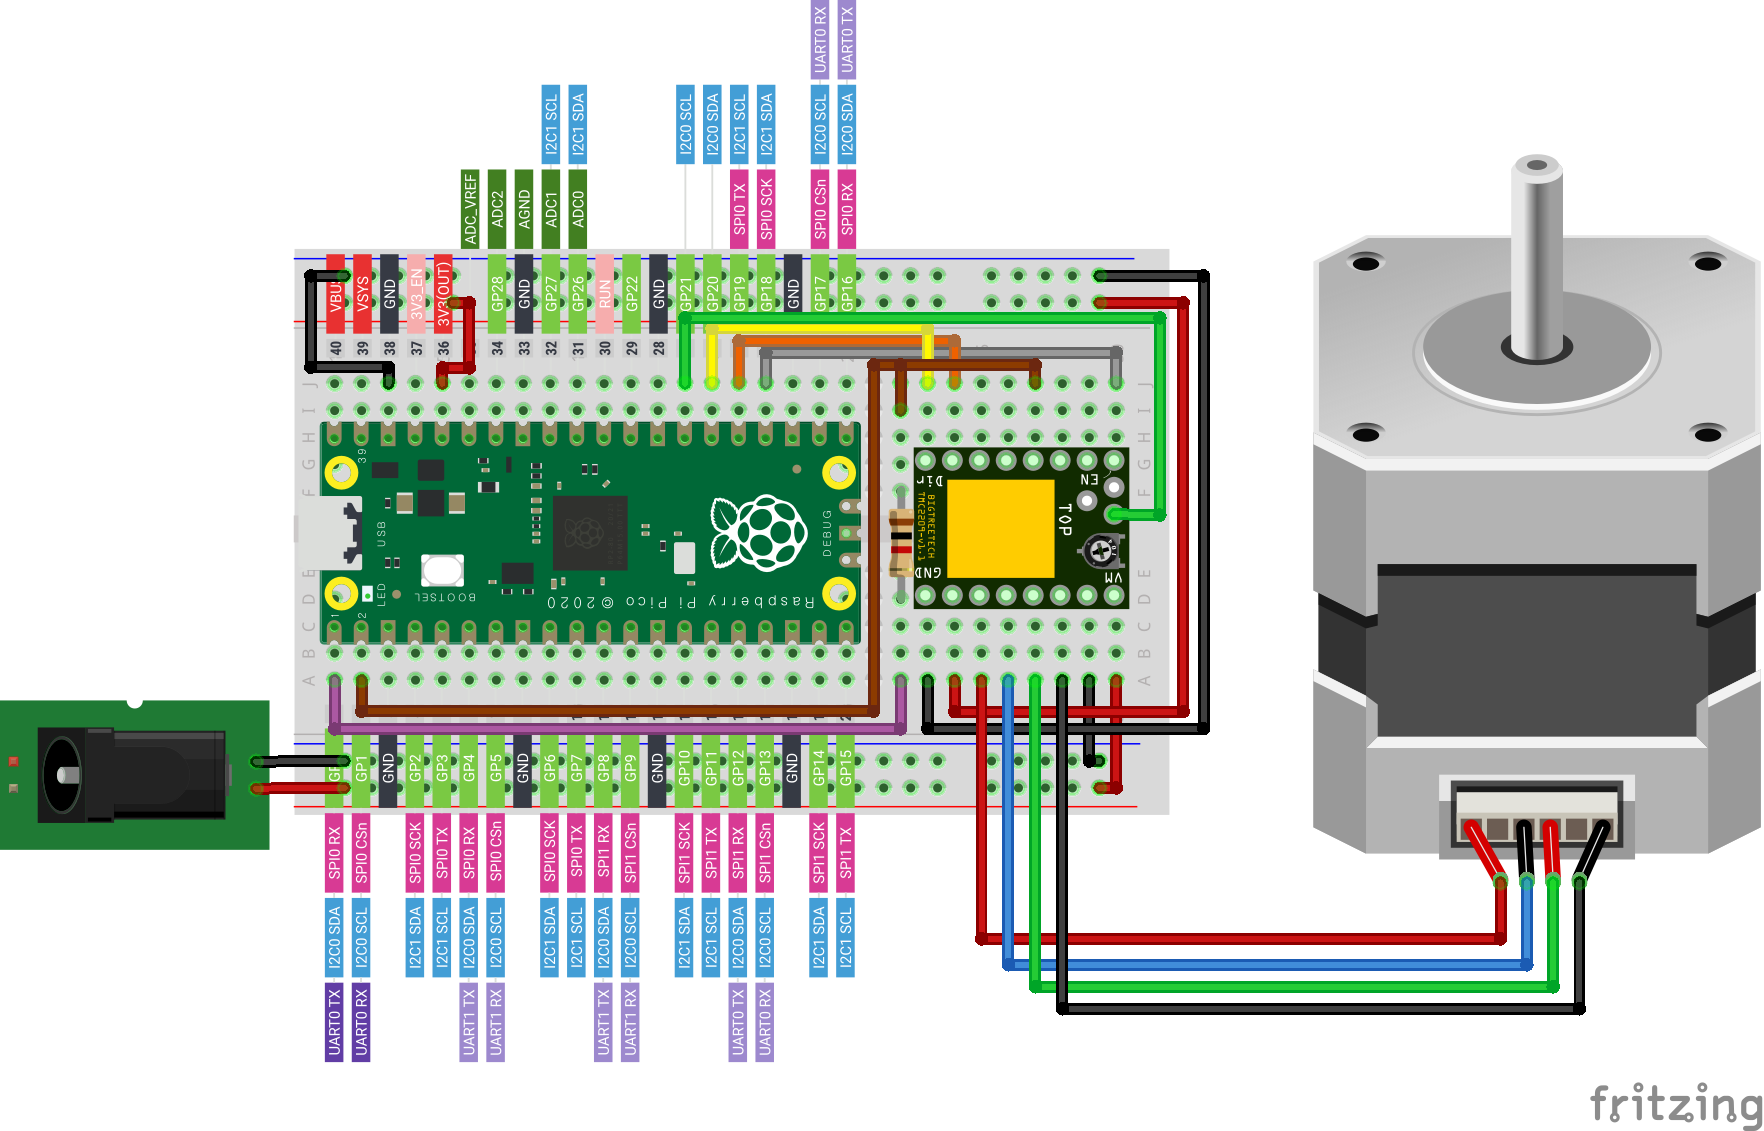 UART0 RX
UART0 TX
I2C1 SCL
I2C1 SDA
I2C0 SCL
I2C0 SDA
I2C1 SCL
I2C1 SDA
I2C0 SCL
I2C0 SDA
ADC_VREF
ADC2
AGND
ADC1
ADC0
SPI0 TX
SPI0 SCK
SPI0 CSn
SPI0 RX
VSYS
GND
3V3_EN
3V3(OUT)
GP28
GND
GP27
GP26
RUN
GP22
GND
GP21
GP20
GP19
GP18
GND
GP17
GP16
40
39
38
37
36
34
33
32
31
30
29
28
J
J
I
I
H
H
G
G
F
F
39
USB
LED
1
2
BOOTSEL
Raspberry Pi Pico © 2020
DEBUG
Dir
EN
BIGTREETECH
TMC2209-V1.1
TOP
GND
VM
E
E
D
D
C
C
B
B
A
A
GP1
GND
GP2
GP3
GP4
GP5
GND
GP6
GP7
GP8
GP9
GND
GP10
GP11
GP12
GP13
GND
GP14
GP15
SPI0 RX
SPI0 CSn
SPI0 SCK
SPI0 TX
SPI0 RX
SPI0 CSn
SPI0 SCK
SPI0 TX
SPI1 RX
SPI1 CSn
SPI1 SCK
SPI1 TX
SPI1 RX
SPI1 CSn
SPI1 SCK
SPI1 TX
I2C0 SDA
I2C0 SCL
I2C1 SDA
I2C1 SCL
I2C0 SDA
I2C0 SCL
I2C1 SDA
I2C1 SCL
I2C0 SDA
I2C0 SCL
I2C1 SDA
I2C1 SCL
I2C0 SDA
I2C0 SCL
I2C1 SDA
I2C1 SCL
UART0 TX
UART0 RX
UART1 TX
UART1 RX
UART1 TX
UART1 RX
UART0 TX
UART0 RX
fritzing